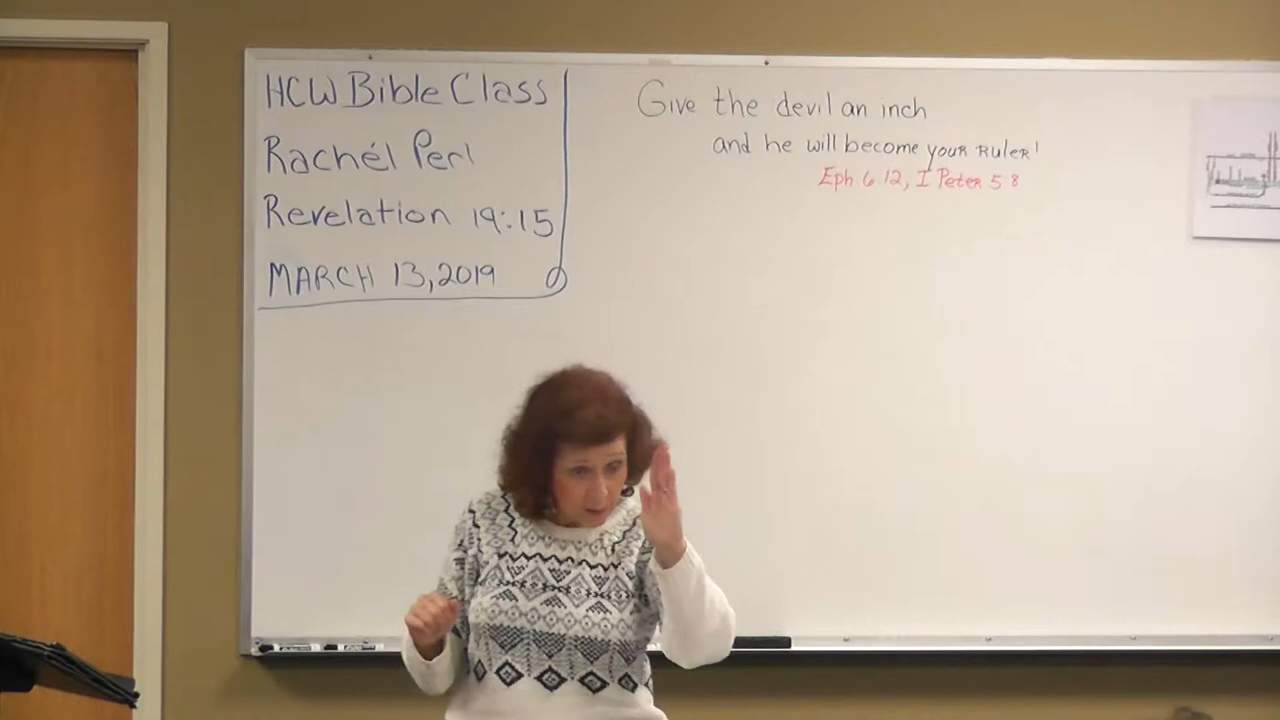 HCW Bible Class
Rachél Perl
Revelation 19:15
MARCH 13, 2019
Give the devil an inch
and he will become your RULER!
Eph 6:12, I Peter 5:8